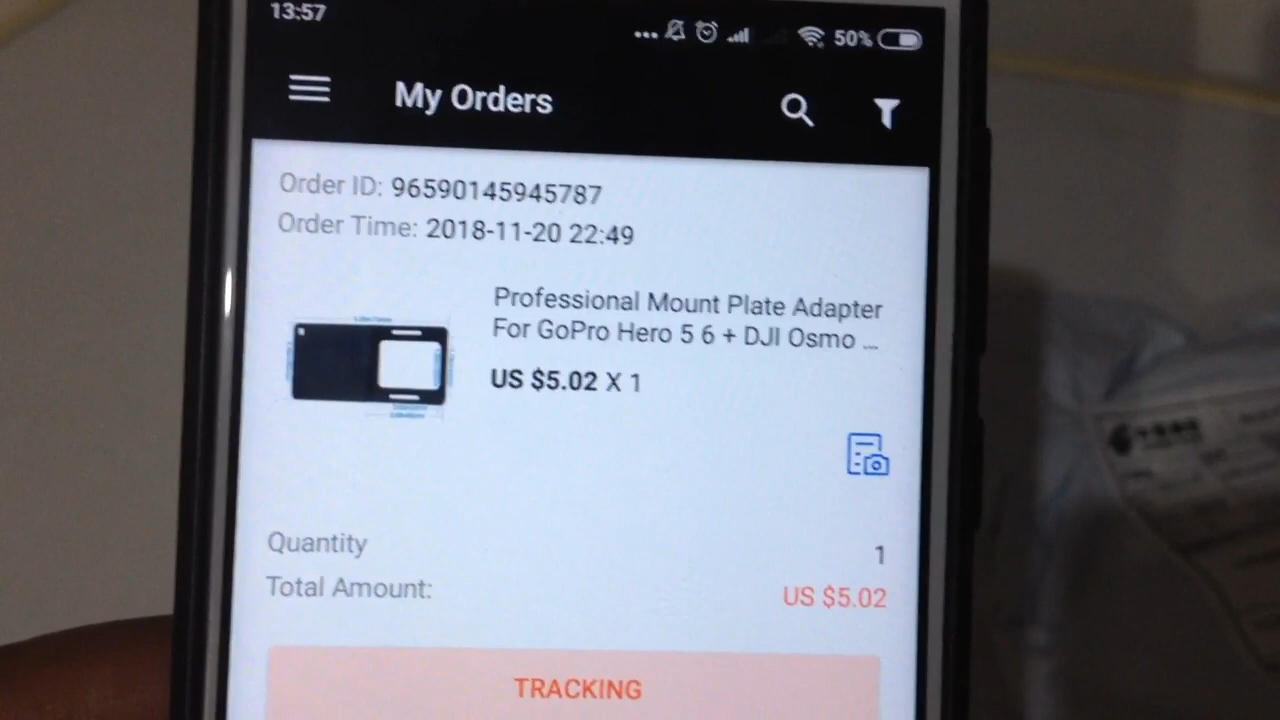 13:57
50%
My Orders
Order ID: 96590145945787
Order Time: 2018-11-20 22:49
Professional Mount Plate Adapter
For GoPro Hero 5 6 + DJI Osmo ...
US $5.02 X 1
Quantity 1
Total Amount: US $5.02
TRACKING